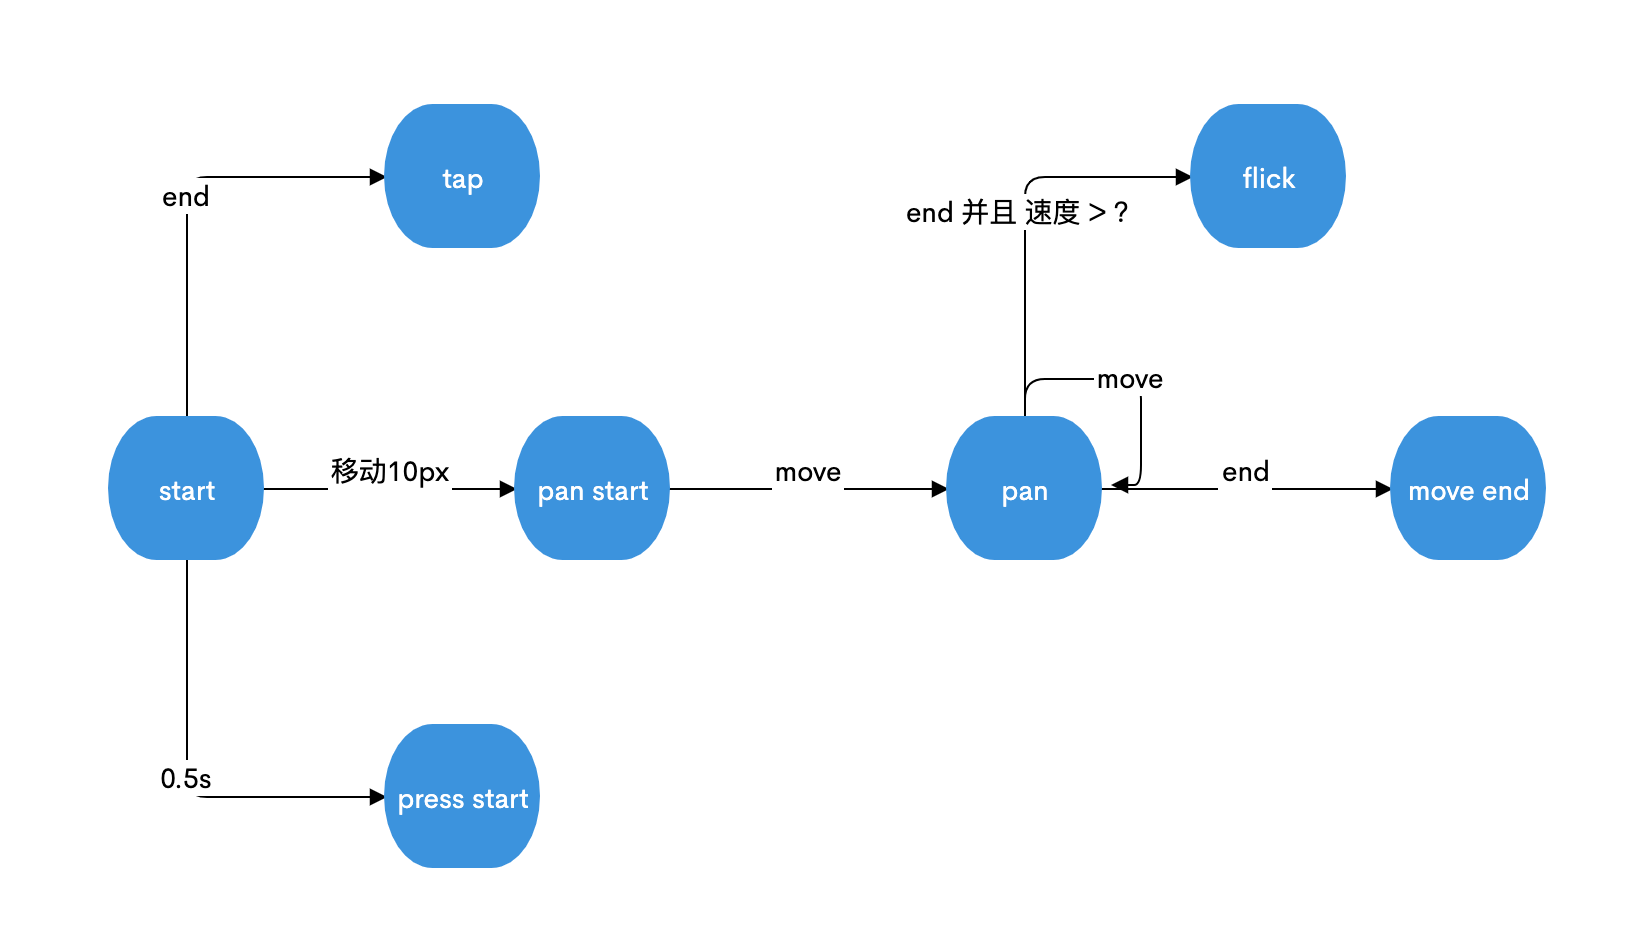 tap
flick
end
end 并且 速度 > ?
move
start
移动10px
pan start
move
pan
end
move end
0.5s
press start